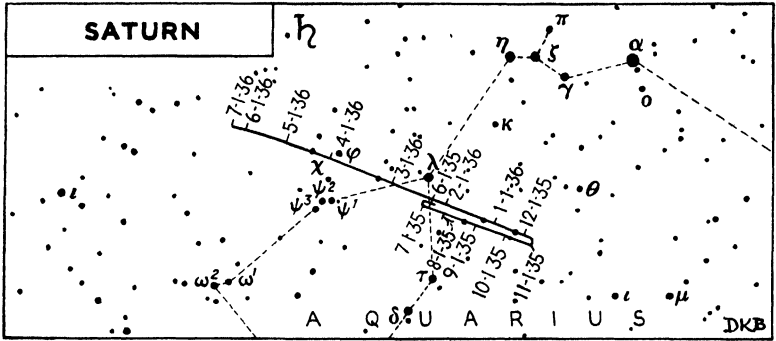 SATURN
♄
π
η
ζ
α
γ
ο
κ
7-1-36
6-1-36
5-1-36
4-1-36
φ
χ
3-1-36
λ
6-1-35
2-1-36
1-1-36
12-1-35
θ
ι
ψ³ ψ² ψ¹
7-1-35
8-1-35
9-1-35
10-1-35
11-1-35
τ
ω² ω¹
ι
μ
δ
A Q U A R I U S
DKB